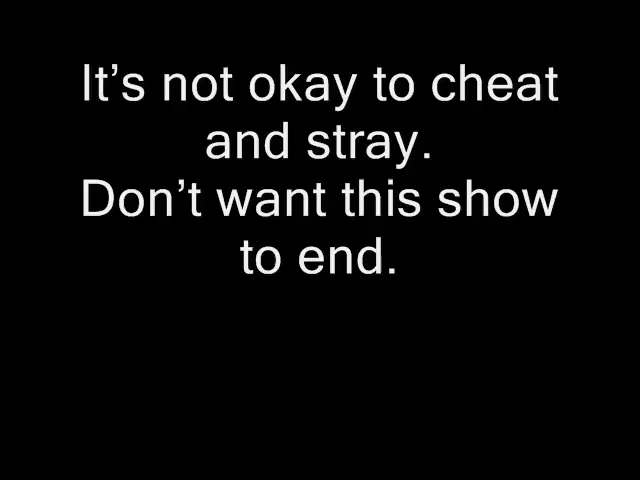 It’s not okay to cheat
and stray.
Don’t want this show
to end.